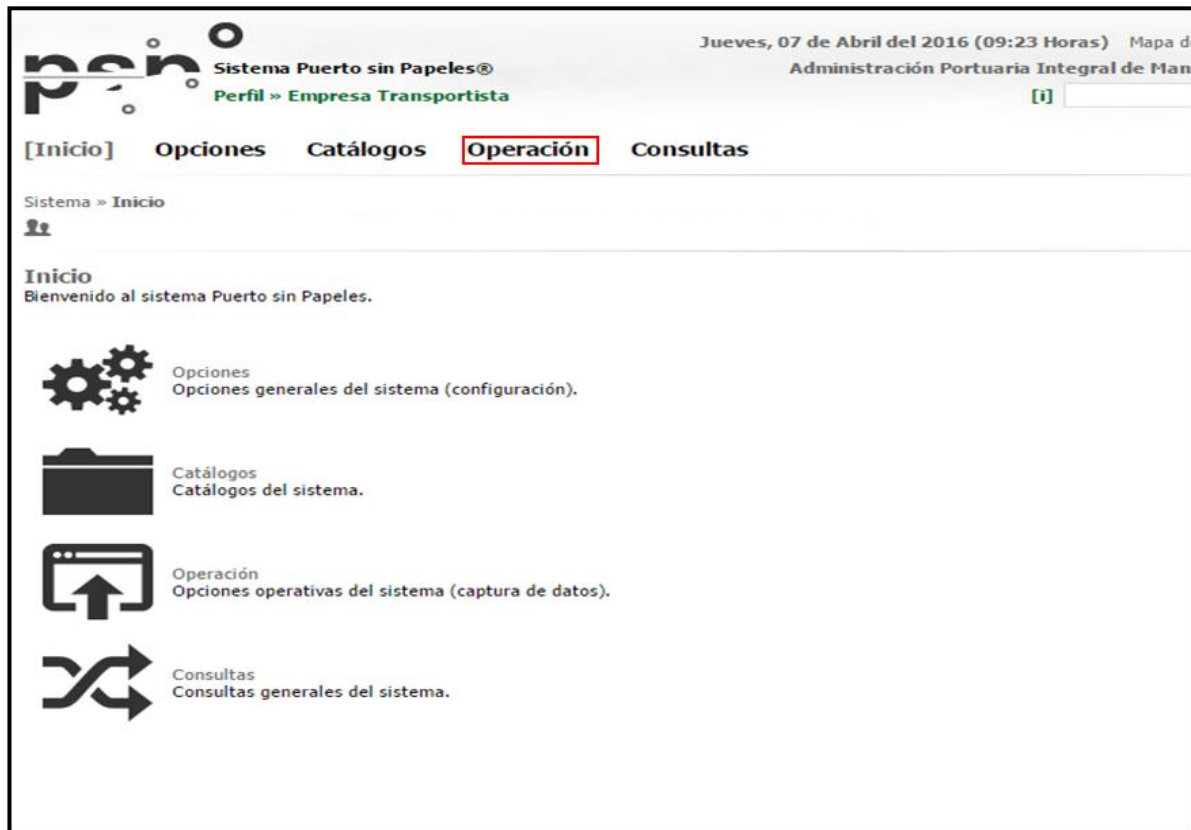 psp
Jueves, 07 de Abril del 2016 (09:23 Horas) Mapa d
Sistema Puerto sin Papeles®
Administración Portuaria Integral de Man
Perfil » Empresa Transportista
[i]
[Inicio] Opciones Catálogos Operación Consultas
Sistema » Inicio
Inicio
Bienvenido al sistema Puerto sin Papeles.
Opciones
Opciones generales del sistema (configuración).
Catálogos
Catálogos del sistema.
Operación
Opciones operativas del sistema (captura de datos).
Consultas
Consultas generales del sistema.